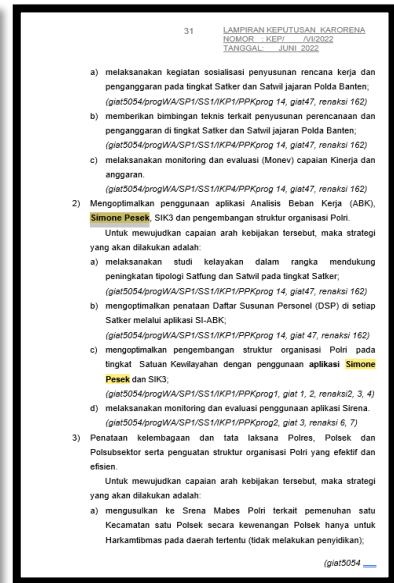 31
LAMPIRAN KEPUTUSAN KARORENA
NOMOR : KEP/ /VI/2022
TANGGAL: JUNI 2022
a) melaksanakan kegiatan sosialisasi penyusunan rencana kerja dan
penganggaran pada tingkat Satker dan Satwil jajaran Polda Banten;
(giat5054/progWA/SP1/SS1/IKP1/PPKprog 14, giat47, renaksi 162)
b) memberikan bimbingan teknis terkait penyusunan perencanaan dan
penganggaran di tingkat Satker dan Satwil jajaran Polda Banten;
(giat5054/progWA/SP1/SS1/IKP4/PPKprog 14, giat47, renaksi 162)
c) melaksanakan monitoring dan evaluasi (Monev) capaian Kinerja dan
anggaran.
(giat5054/progWA/SP1/SS1/IKP4/PPKprog 14, giat47, renaksi 162)
2) Mengoptimalkan penggunaan aplikasi Analisis Beban Kerja (ABK),
Simone Pesek, SIK3 dan pengembangan struktur organisasi Polri.
Untuk mewujudkan capaian arah kebijakan tersebut, maka strategi
yang akan dilakukan adalah:
a) melaksanakan studi kelayakan dalam rangka mendukung
peningkatan tipologi Satfung dan Satwil pada tingkat Satker;
(giat5054/progWA/SP1/SS1/IKP1/PPKprog 14, giat47, renaksi 162)
b) mengoptimalkan penataan Daftar Susunan Personel (DSP) di setiap
Satker melalui aplikasi SI-ABK;
(giat5054/progWA/SP1/SS1/IKP1/PPKprog 14, giat 47, renaksi 162)
c) mengoptimalkan pengembangan struktur organisasi Polri pada
tingkat Satuan Kewilayahan dengan penggunaan aplikasi Simone
Pesek dan SIK3;
(giat5054/progWA/SP1/SS1/IKP1/PPKprog1, giat 1, 2, renaksi2, 3, 4)
d) melaksanakan monitoring dan evaluasi penggunaan aplikasi Sirena.
(giat5054/progWA/SP1/SS1/IKP1/PPKprog2, giat 3, renaksi 6, 7)
3) Penataan kelembagaan dan tata laksana Polres, Polsek dan
Polsubsektor serta penguatan struktur organisasi Polri yang efektif dan
efisien.
Untuk mewujudkan capaian arah kebijakan tersebut, maka strategi
yang akan dilakukan adalah:
a) mengusulkan ke Srena Mabes Polri terkait pemenuhan satu
Kecamatan satu Polsek secara kewenangan Polsek hanya untuk
Harkamtibmas pada daerah tertentu (tidak melakukan penyidikan);
(giat5054 ___